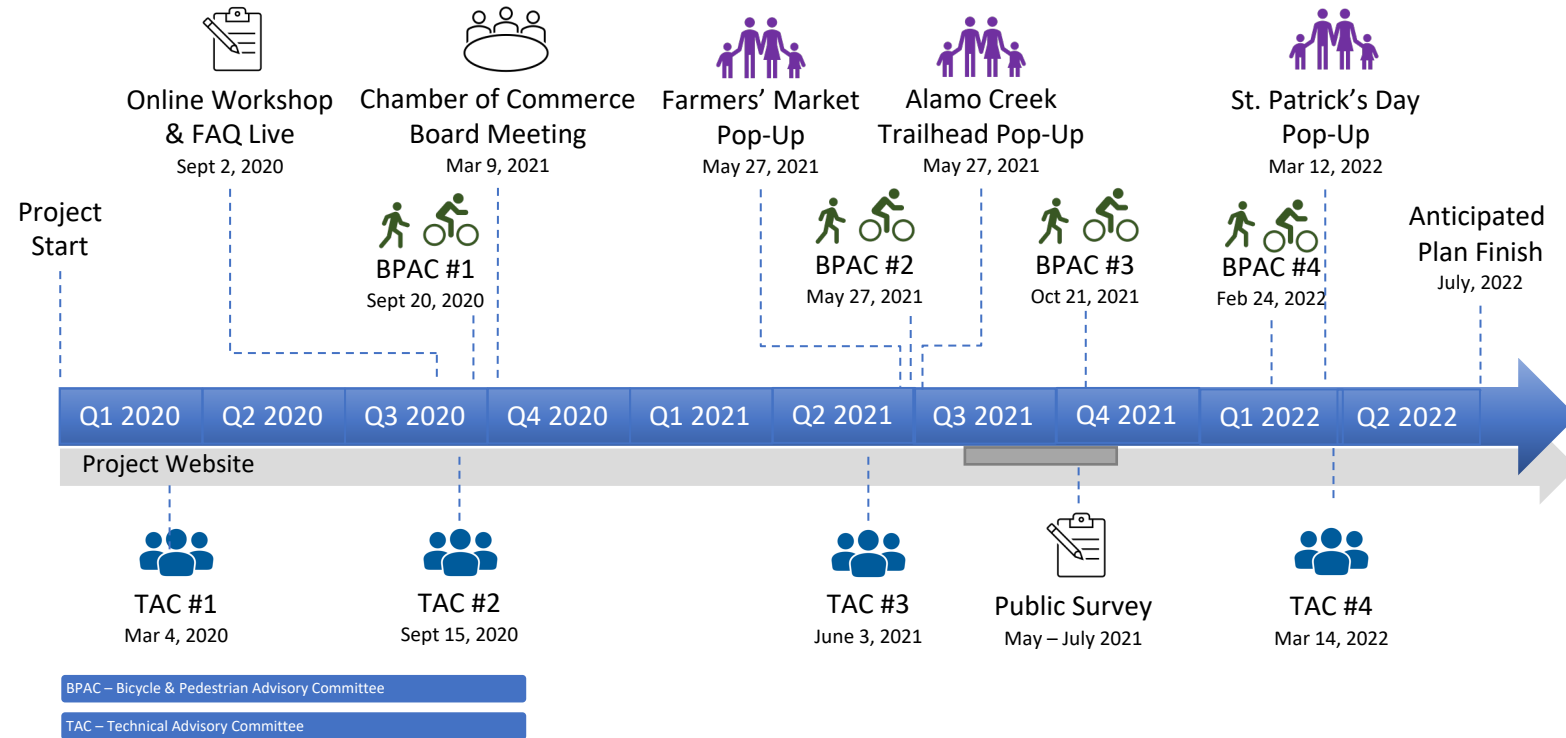 Online Workshop
& FAQ Live
Sept 2, 2020
Chamber of Commerce
Board Meeting
Mar 9, 2021
Farmers’ Market
Pop-Up
May 27, 2021
Alamo Creek
Trailhead Pop-Up
May 27, 2021
St. Patrick’s Day
Pop-Up
Mar 12, 2022
Project
Start
BPAC #1
Sept 20, 2020
BPAC #2
May 27, 2021
BPAC #3
Oct 21, 2021
BPAC #4
Feb 24, 2022
Anticipated
Plan Finish
July, 2022
Q1 2020
Q2 2020
Q3 2020
Q4 2020
Q1 2021
Q2 2021
Q3 2021
Q4 2021
Q1 2022
Q2 2022
Project Website
TAC #1
Mar 4, 2020
TAC #2
Sept 15, 2020
TAC #3
June 3, 2021
Public Survey
May – July 2021
TAC #4
Mar 14, 2022
BPAC – Bicycle & Pedestrian Advisory Committee
TAC – Technical Advisory Committee